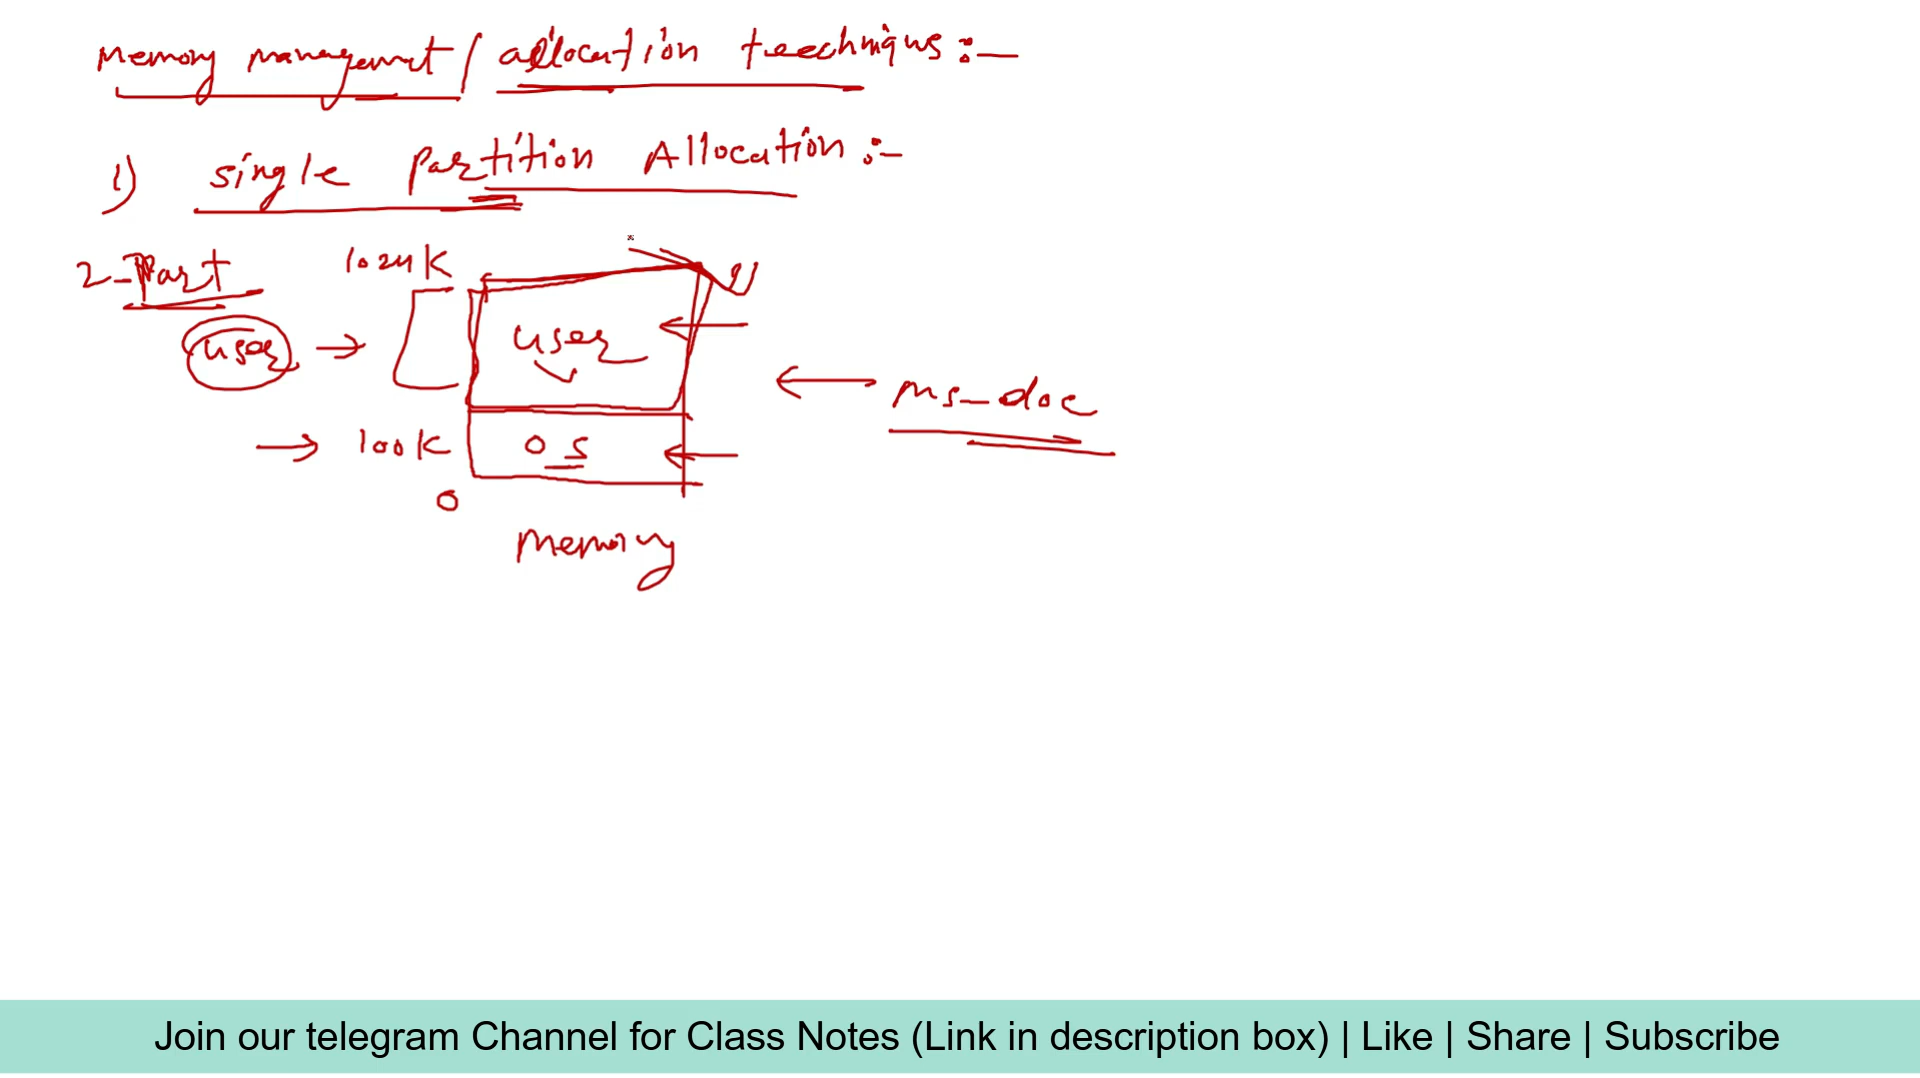 Memory management / allocation teechniqus :-
1) single Partition Allocation :-
2-Part
1024K
user → user ←
← ms-doc
→ 100K OS ←
0
Memory
Join our telegram Channel for Class Notes (Link in description box) | Like | Share | Subscribe